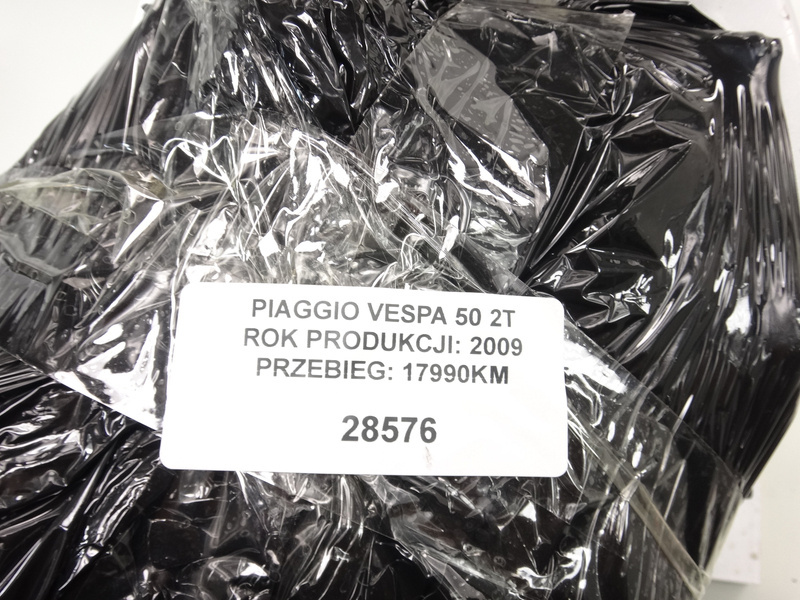 PIAGGIO VESPA 50 2T
ROK PRODUKCJI: 2009
PRZEBIEG: 17990KM
28576